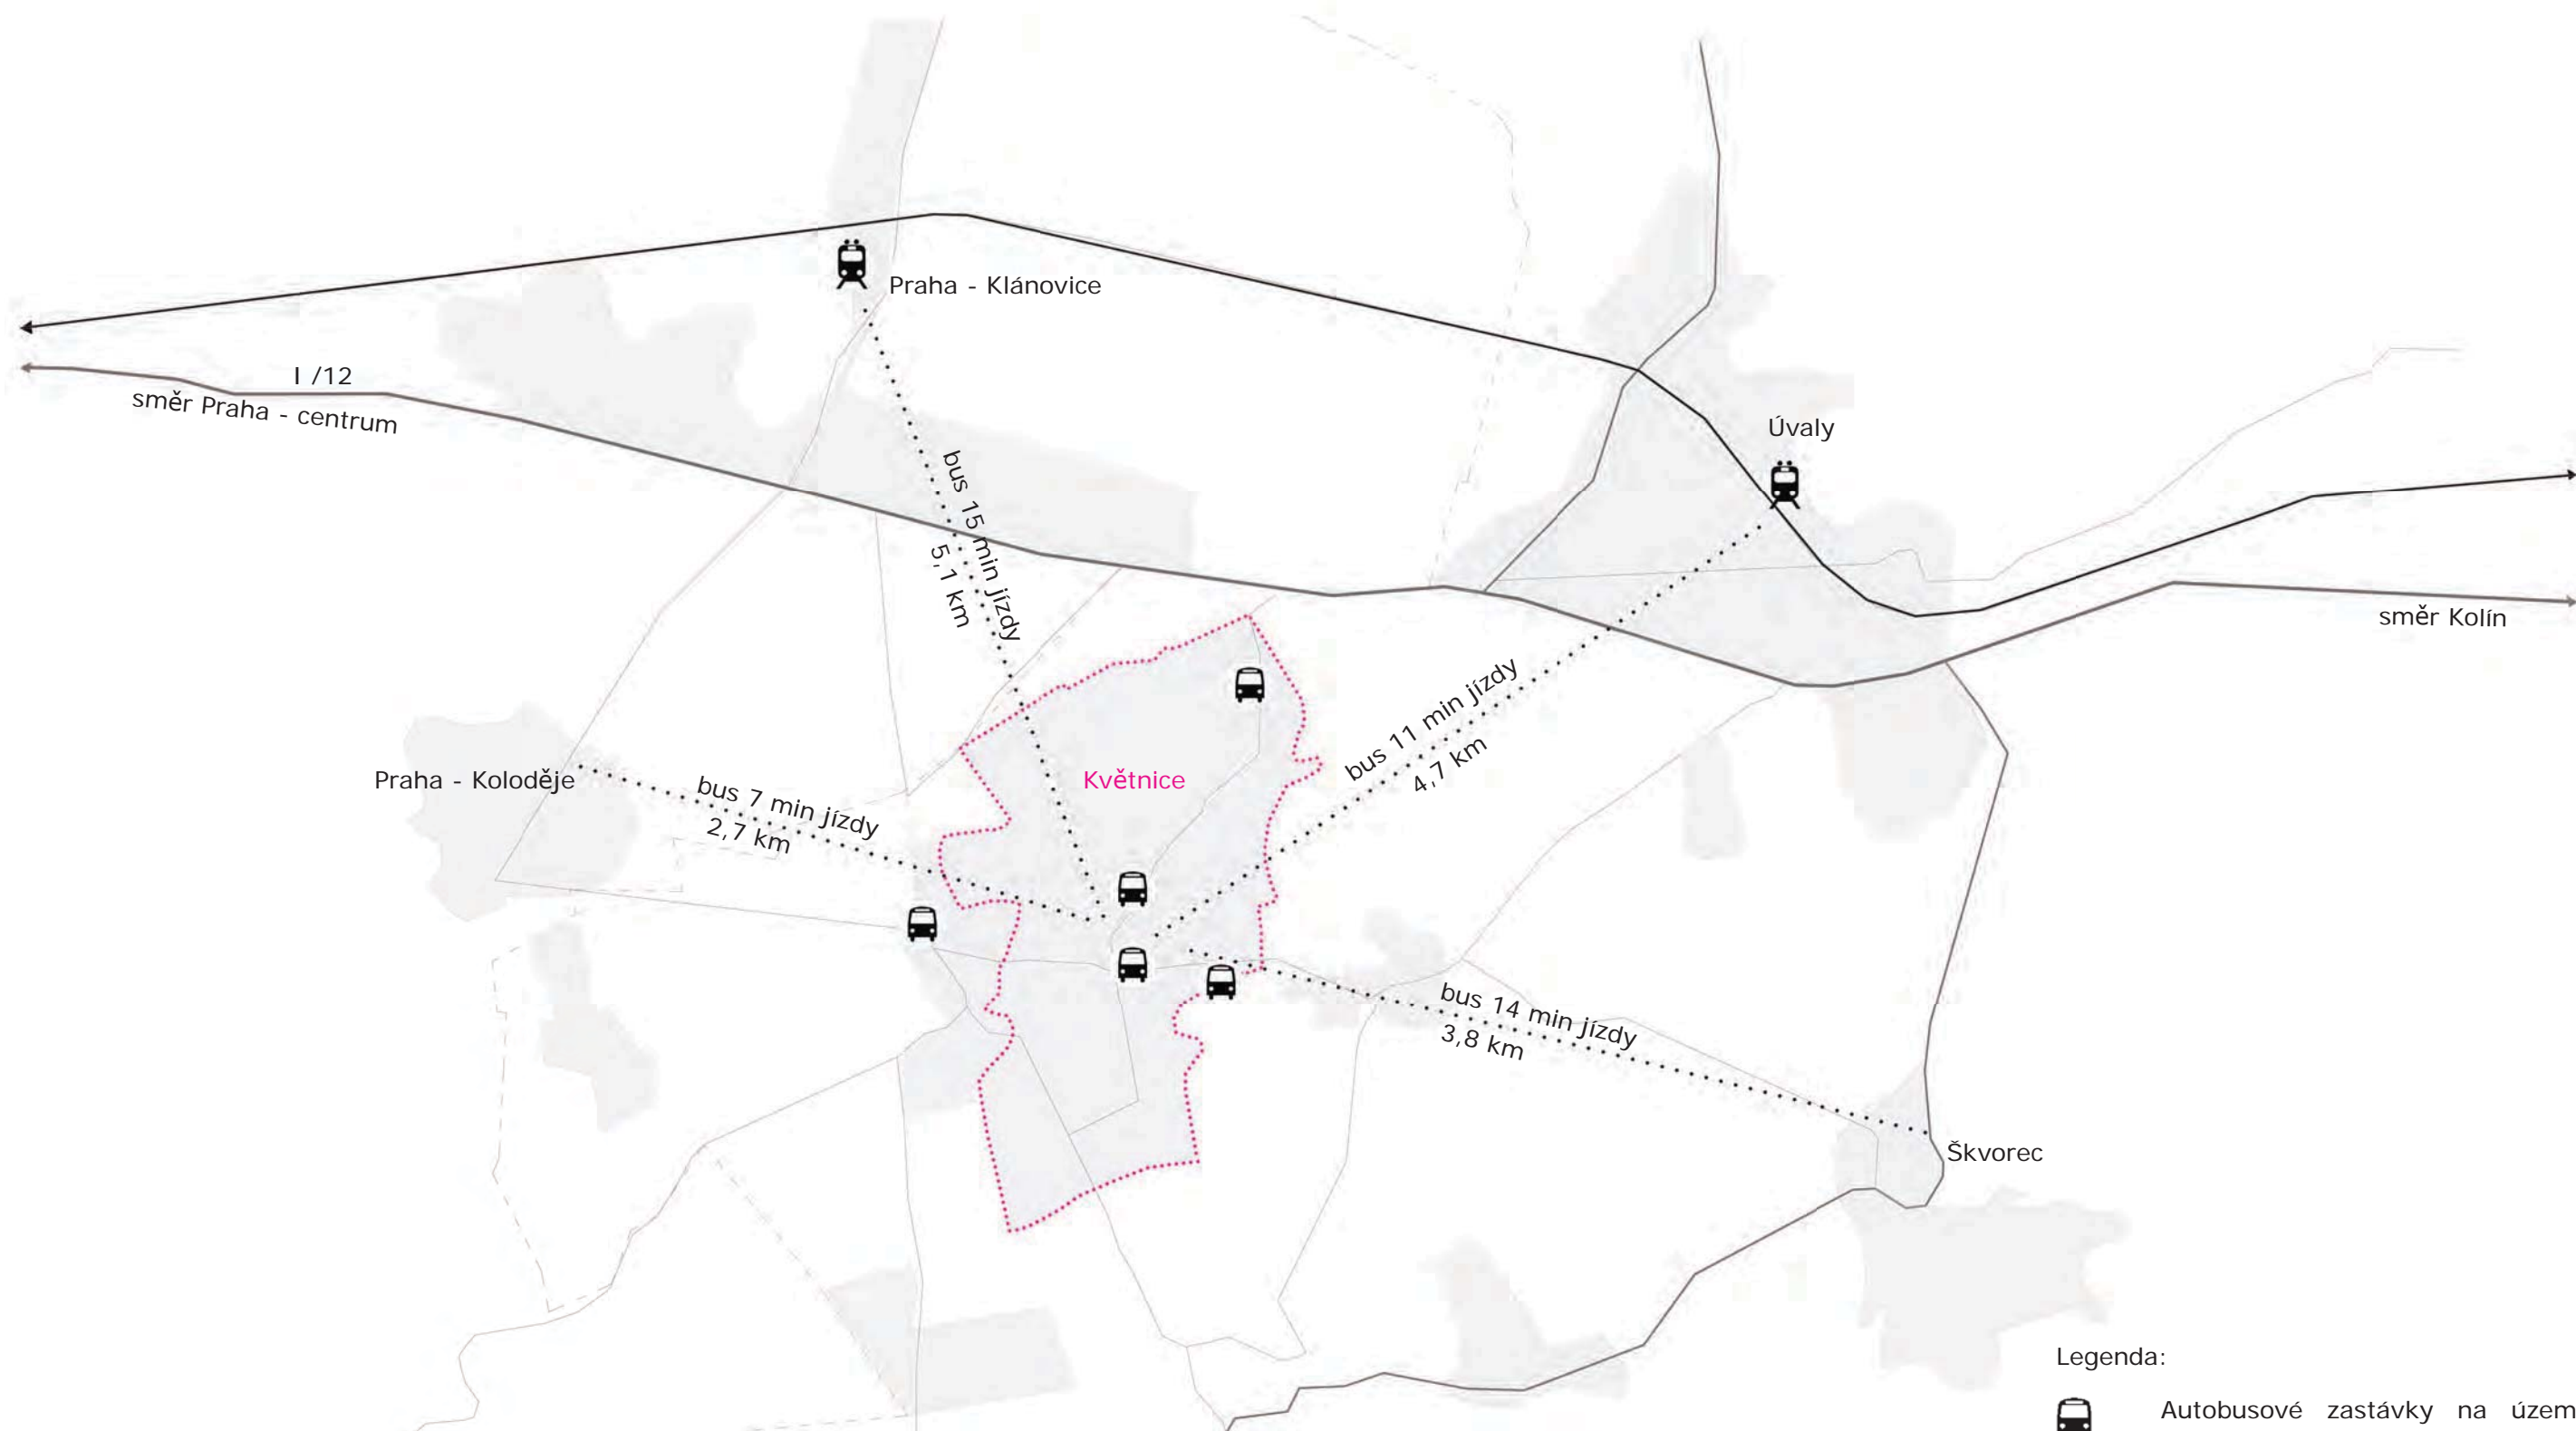 Praha - Klánovice
I /12
směr Praha - centrum
Úvaly
bus 15 min jízdy
5,1 km
směr Kolín
bus 11 min jízdy
4,7 km
Praha - Koloděje
Květnice
bus 7 min jízdy
2,7 km
bus 14 min jízdy
3,8 km
Škvorec
Legenda:
Autobusové zastávky na územ